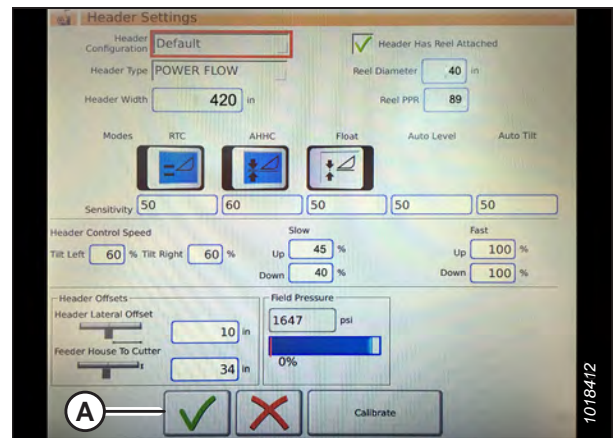 Header Settings
Header Configuration Default
Header Has Reel Attached
Header Type POWER FLOW
Reel Diameter 40 in
Header Width 420 in
Reel PPR 89
Modes RTC AHHC Float Auto Level Auto Tilt
Sensitivity 50 60 50 50 50
Header Control Speed Slow Fast
Tilt Left 60 % Tilt Right 60 % Up 45 % Up 100 %
Down 40 % Down 100 %
Header Offsets Field Pressure
Header Lateral Offset 1647 psi
10 in
Feeder House To Cutter 0%
34 in
A
Calibrate
1018412